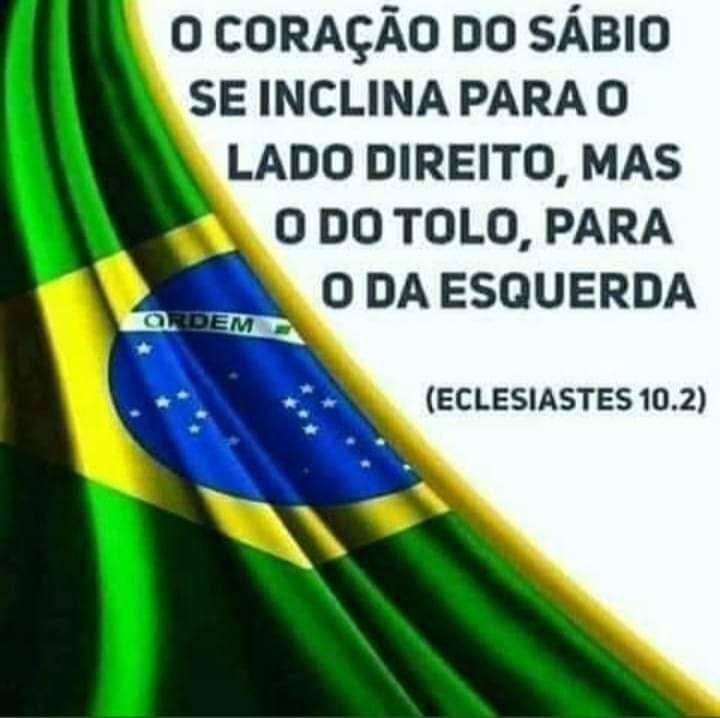 O CORAÇÃO DO SÁBIO
SE INCLINA PARA O
LADO DIREITO, MAS
O DO TOLO, PARA
O DA ESQUERDA
(ECLESIASTES 10.2)
ORDEM